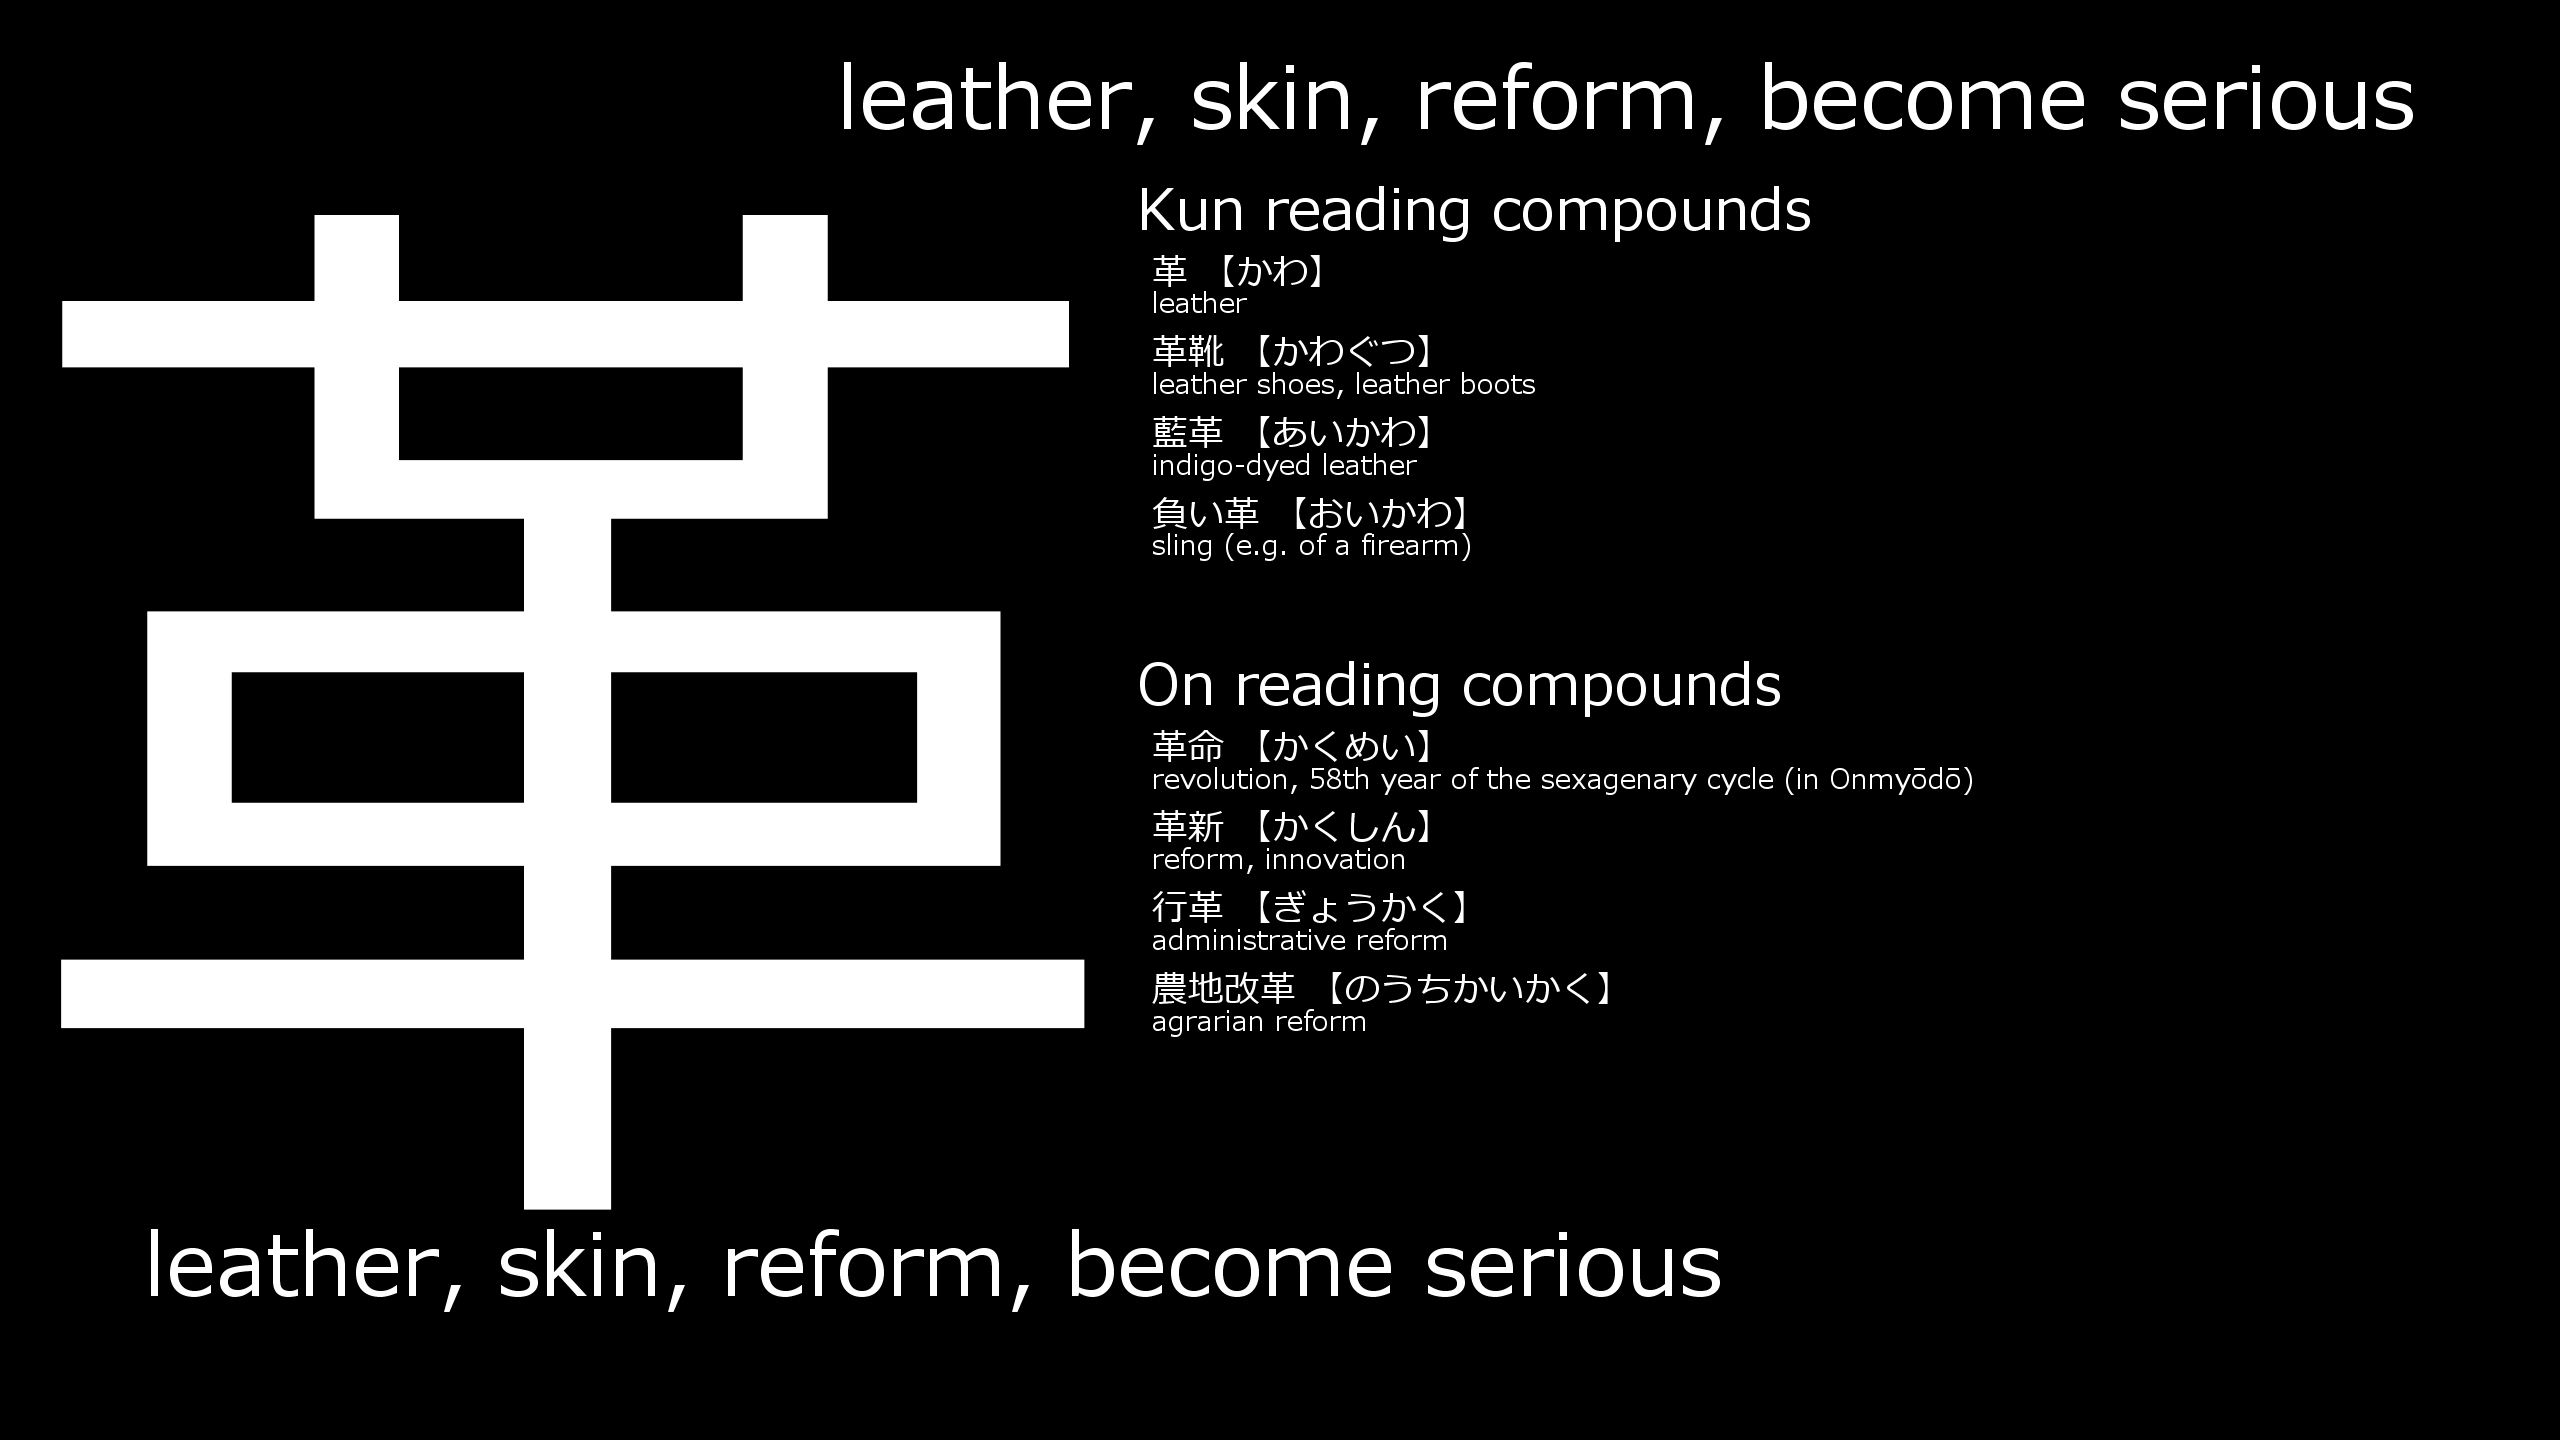 leather, skin, reform, become serious
革
Kun reading compounds
革 【かわ】
leather
革靴 【かわぐつ】
leather shoes, leather boots
藍革 【あいかわ】
indigo-dyed leather
負い革 【おいかわ】
sling (e.g. of a firearm)
On reading compounds
革命 【かくめい】
revolution, 58th year of the sexagenary cycle (in Onmyōdō)
革新 【かくしん】
reform, innovation
行革 【ぎょうかく】
administrative reform
農地改革 【のうちかいかく】
agrarian reform
leather, skin, reform, become serious